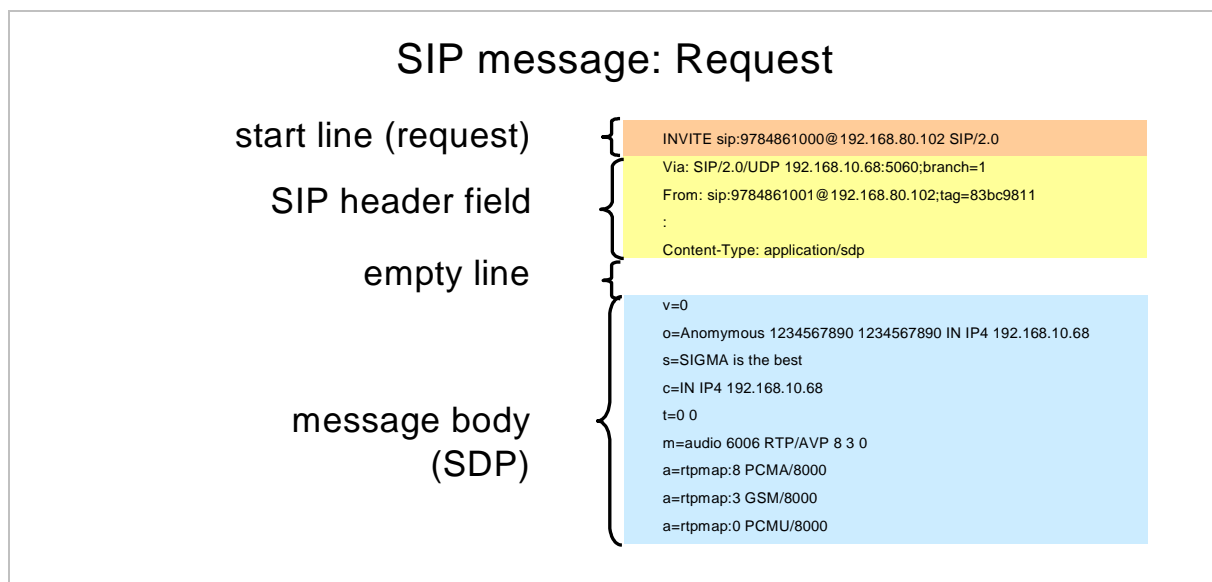 SIP message: Request
start line (request)
INVITE sip:9784861000@192.168.80.102 SIP/2.0
SIP header field
Via: SIP/2.0/UDP 192.168.10.68:5060;branch=1
From: sip:9784861001@192.168.80.102;tag=83bc9811
:
Content-Type: application/sdp
empty line
message body
(SDP)
v=0
o=Anomymous 1234567890 1234567890 IN IP4 192.168.10.68
s=SIGMA is the best
c=IN IP4 192.168.10.68
t=0 0
m=audio 6006 RTP/AVP 8 3 0
a=rtpmap:8 PCMA/8000
a=rtpmap:3 GSM/8000
a=rtpmap:0 PCMU/8000